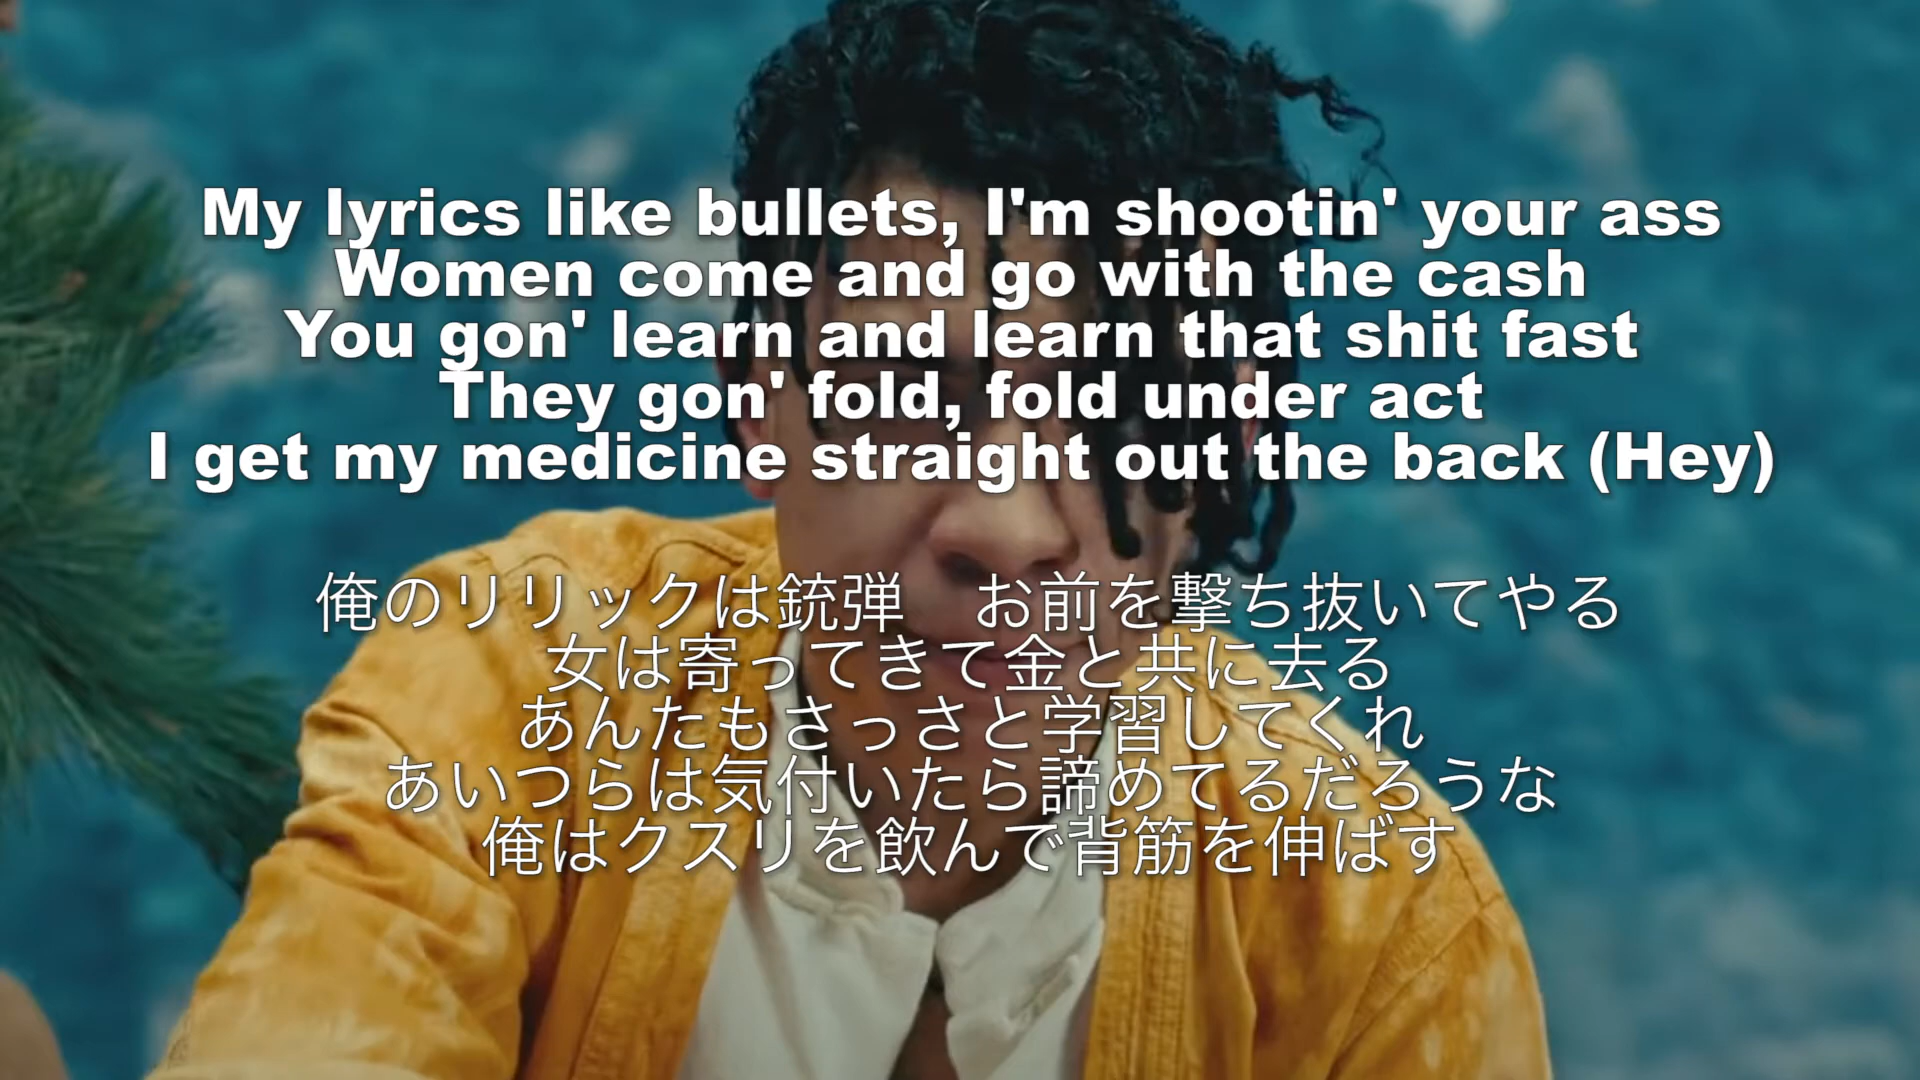 My lyrics like bullets, I'm shootin' your ass
Women come and go with the cash
You gon' learn and learn that shit fast
They gon' fold, fold under act
I get my medicine straight out the back (Hey)
俺のリリックは銃弾　お前を撃ち抜いてやる
女は寄ってきて金と共に去る
あんたもさっさと学習してくれ
あいつらは気付いたら諦めてるだろうな
俺はクスリを飲んで背筋を伸ばす